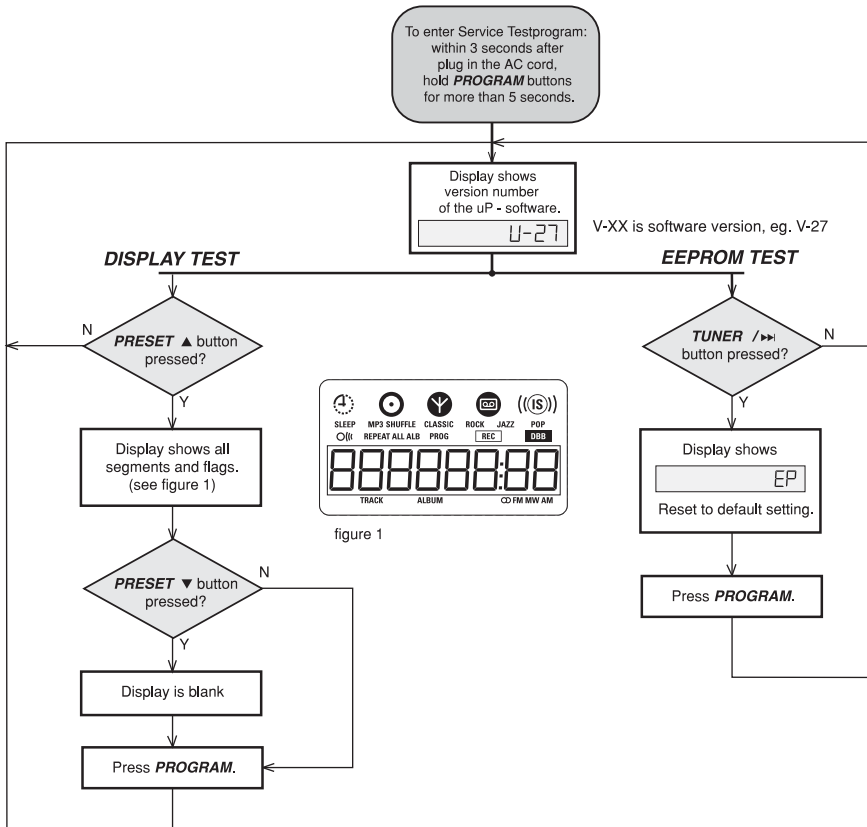 To enter Service Testprogram:
within 3 seconds after
plug in the AC cord,
hold PROGRAM buttons
for more than 5 seconds.
Display shows
version number
of the uP - software.
U-27
V-XX is software version, eg. V-27
DISPLAY TEST
EEPROM TEST
N
PRESET ▲ button
pressed?
Y
TUNER / ▶▶|
button pressed?
N
Y
Display shows all
segments and flags.
(see figure 1)
((IS))
SLEEP MP3 SHUFFLE CLASSIC ROCK JAZZ POP
REPEAT ALL ALB PROG REC DBB
888888:88
TRACK ALBUM CD FM MW AM
figure 1
Display shows
EP
Reset to default setting.
PRESET ▼ button
pressed?
N
Y
Press PROGRAM.
Display is blank
Press PROGRAM.